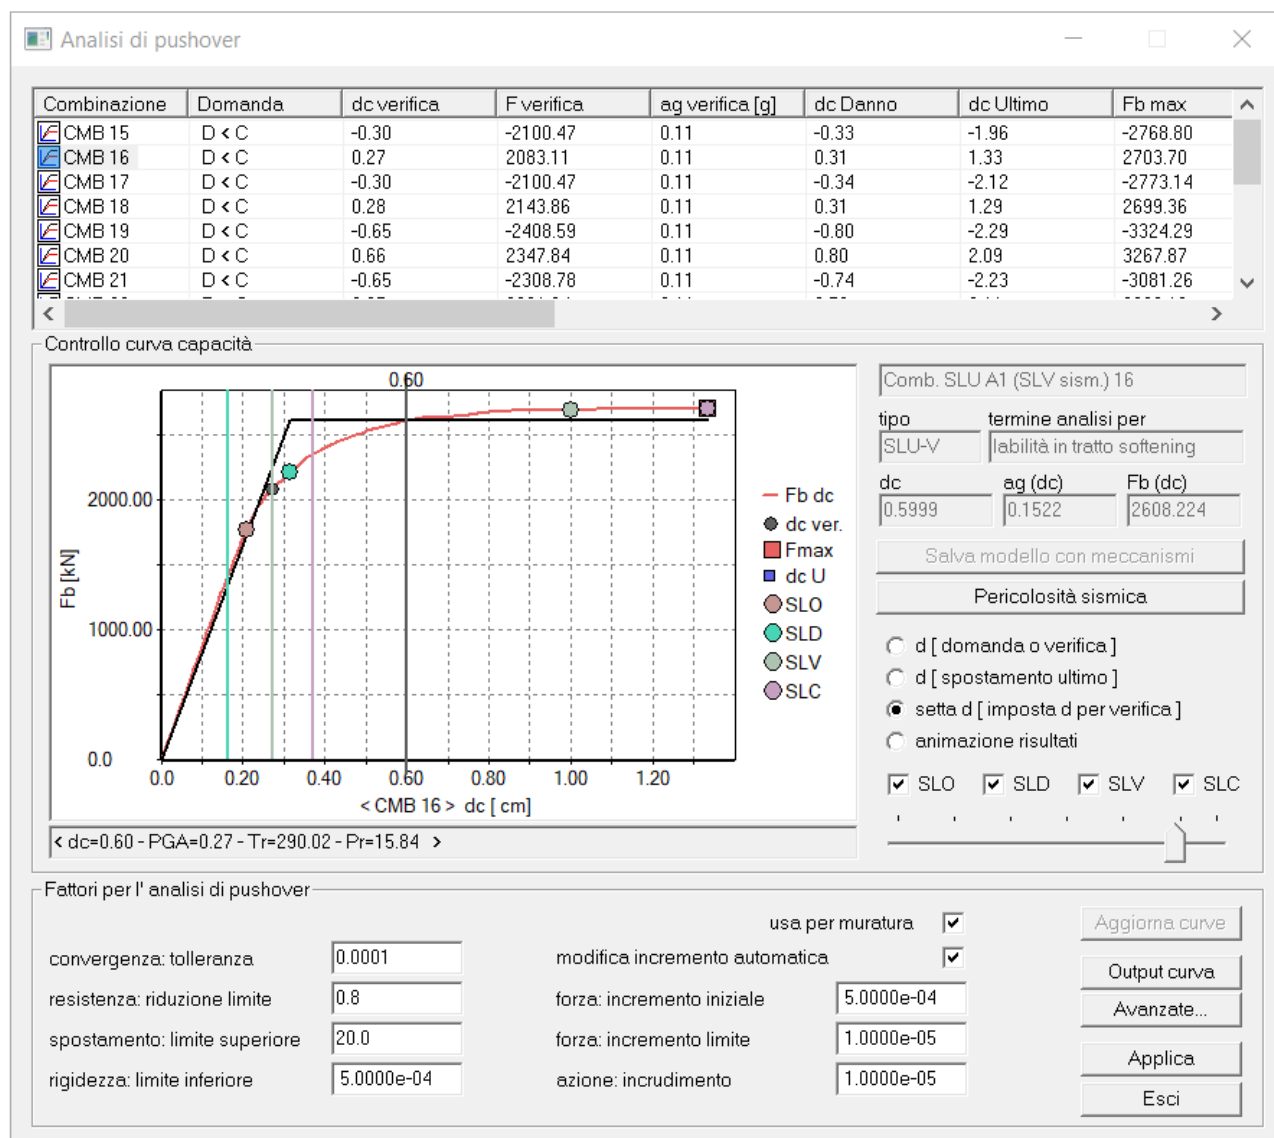 Analisi di pushover
Combinazione Domanda dc verifica F verifica ag verifica [g] dc Danno dc Ultimo Fb max
CMB 15 D < C -0.30 -2100.47 0.11 -0.33 -1.96 -2768.80
CMB 16 D < C 0.27 2083.11 0.11 0.31 1.33 2703.70
CMB 17 D < C -0.30 -2100.47 0.11 -0.34 -2.12 -2773.14
CMB 18 D < C 0.28 2143.86 0.11 0.31 1.29 2699.36
CMB 19 D < C -0.65 -2408.59 0.11 -0.80 -2.29 -3324.29
CMB 20 D < C 0.66 2347.84 0.11 0.80 2.09 3267.87
CMB 21 D < C -0.65 -2308.78 0.11 -0.74 -2.23 -3081.26
Controllo curva capacità
0.60
2000.00
1000.00
0.0
Fb [kN]
0.0 0.20 0.40 0.60 0.80 1.00 1.20
< CMB 16 > dc [ cm]
Fb dc
dc ver.
Fmax
dc U
SLO
SLD
SLV
SLC
< dc=0.60 - PGA=0.27 - Tr=290.02 - Pr=15.84 >
Comb. SLU A1 (SLV sism.) 16
tipo termine analisi per
SLU-V labilità in tratto softening
dc ag (dc) Fb (dc)
0.5999 0.1522 2608.224
Salva modello con meccanismi
Pericolosità sismica
d [ domanda o verifica ]
d [ spostamento ultimo ]
setta d [ imposta d per verifica ]
animazione risultati
SLO SLD SLV SLC
Fattori per l' analisi di pushover
usa per muratura
convergenza: tolleranza 0.0001
modifica incremento automatica
resistenza: riduzione limite 0.8
forza: incremento iniziale 5.0000e-04
spostamento: limite superiore 20.0
forza: incremento limite 1.0000e-05
rigidezza: limite inferiore 5.0000e-04
azione: incrudimento 1.0000e-05
Aggiorna curve
Output curva
Avanzate...
Applica
Esci